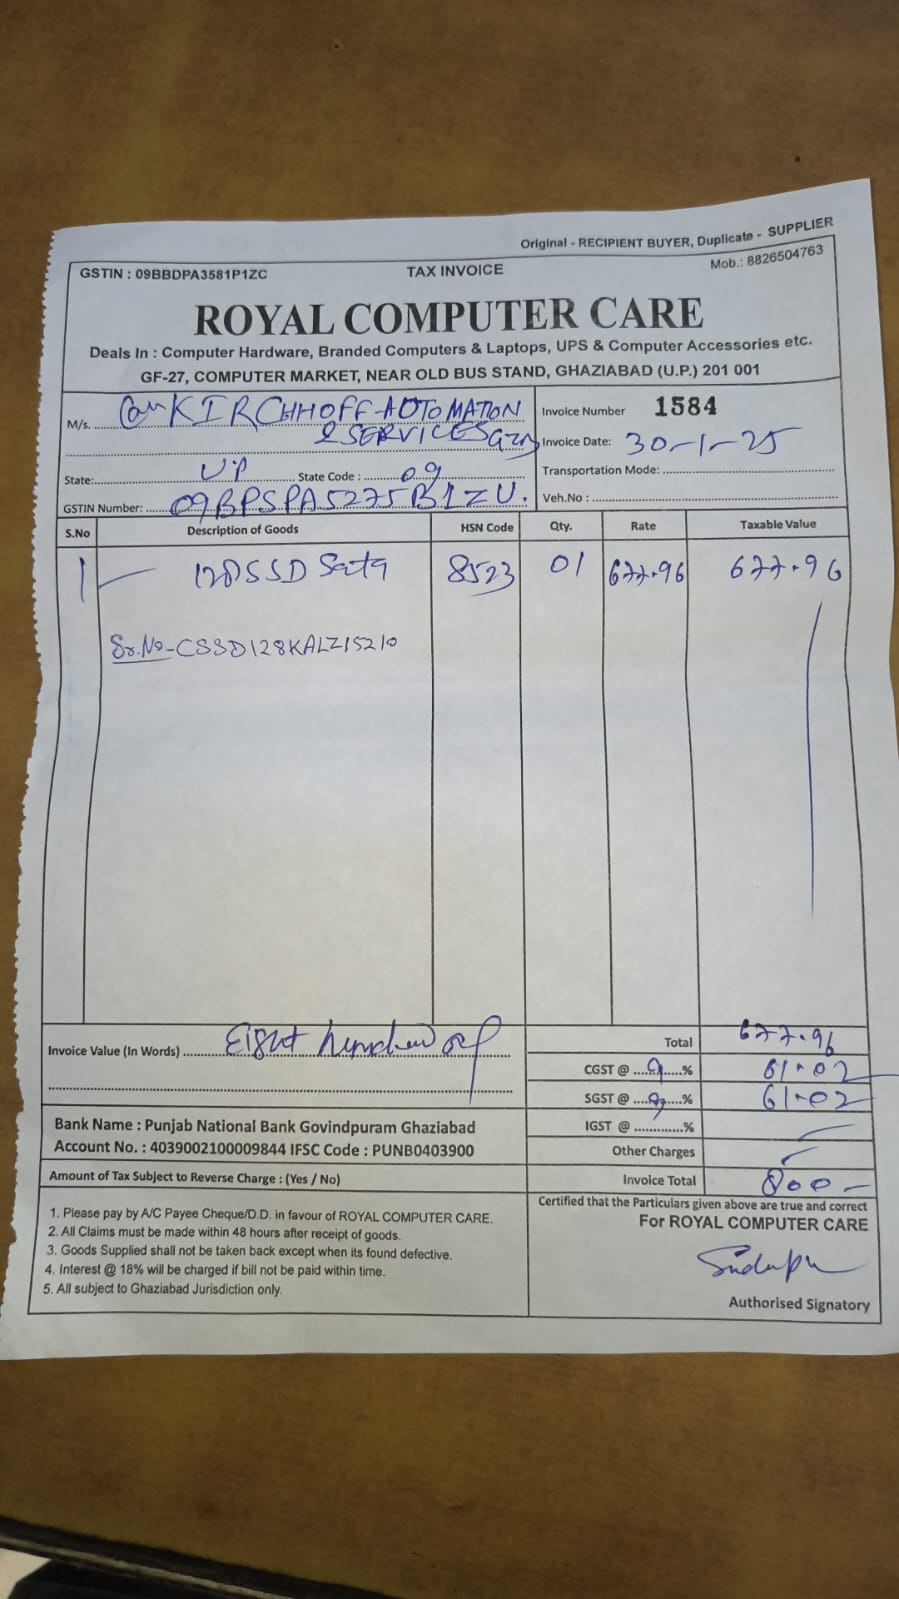 Original - RECIPIENT BUYER, Duplicate - SUPPLIER
GSTIN : 09BBDPA3581P1ZC TAX INVOICE Mob.: 8826504763
ROYAL COMPUTER CARE
Deals In : Computer Hardware, Branded Computers & Laptops, UPS & Computer Accessories etc.
GF-27, COMPUTER MARKET, NEAR OLD BUS STAND, GHAZIABAD (U.P.) 201 001
M/s. KIRCHHOFF AUTOMATION
& SERVICES GZB
Invoice Number 1584
Invoice Date: 30-1-25
State: UP State Code : 09
Transportation Mode:
GSTIN Number: 09BPSPA5275B1ZU.
Veh.No :
S.No Description of Goods HSN Code Qty. Rate Taxable Value
1 128 SSD Sata 8523 01 677.96 677.96
Sr.No-CSSD128KALZ15210
Invoice Value (In Words) Eight hundred only
Total 677.96
CGST @ 9 % 61.02
SGST @ 9 % 61.02
IGST @ %
Bank Name : Punjab National Bank Govindpuram Ghaziabad
Account No. : 4039002100009844 IFSC Code : PUNB0403900
Other Charges
Amount of Tax Subject to Reverse Charge : (Yes / No)
Invoice Total 800-
1. Please pay by A/C Payee Cheque/D.D. in favour of ROYAL COMPUTER CARE.
2. All Claims must be made within 48 hours after receipt of goods.
3. Goods Supplied shall not be taken back except when its found defective.
4. Interest @ 18% will be charged if bill not be paid within time.
5. All subject to Ghaziabad Jurisdiction only.
Certified that the Particulars given above are true and correct
For ROYAL COMPUTER CARE
Authorised Signatory